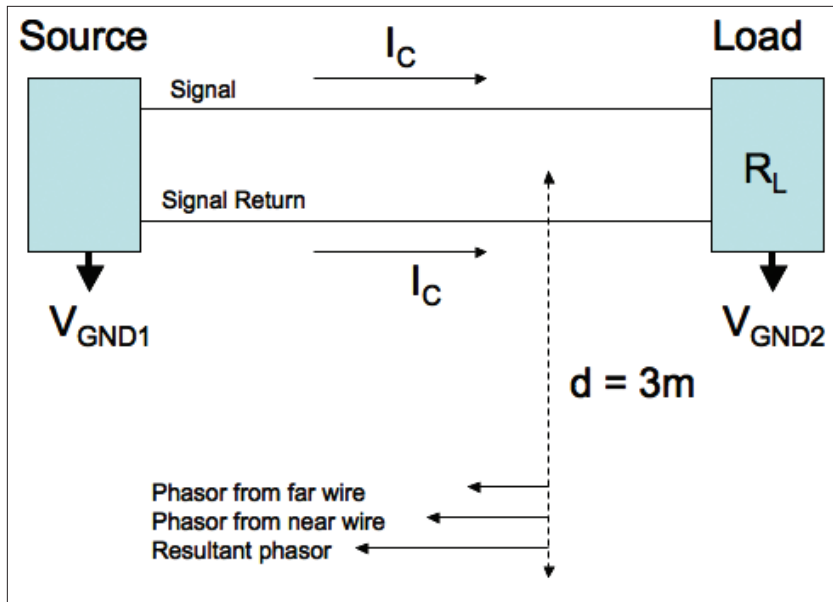 Source
I_C
Load
Signal
R_L
Signal Return
I_C
V_GND1
V_GND2
d = 3m
Phasor from far wire
Phasor from near wire
Resultant phasor